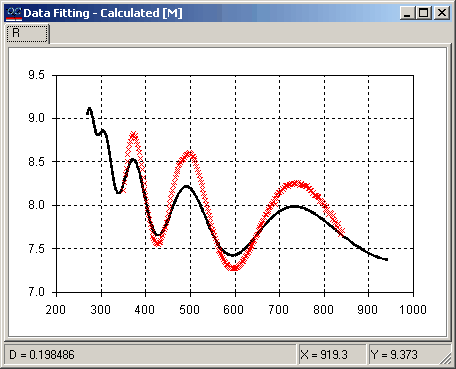 OC Data Fitting - Calculated [M]
R
9.5
9.0
8.5
8.0
7.5
7.0
200 300 400 500 600 700 800 900 1000
D = 0.198486 X = 919.3 Y = 9.373